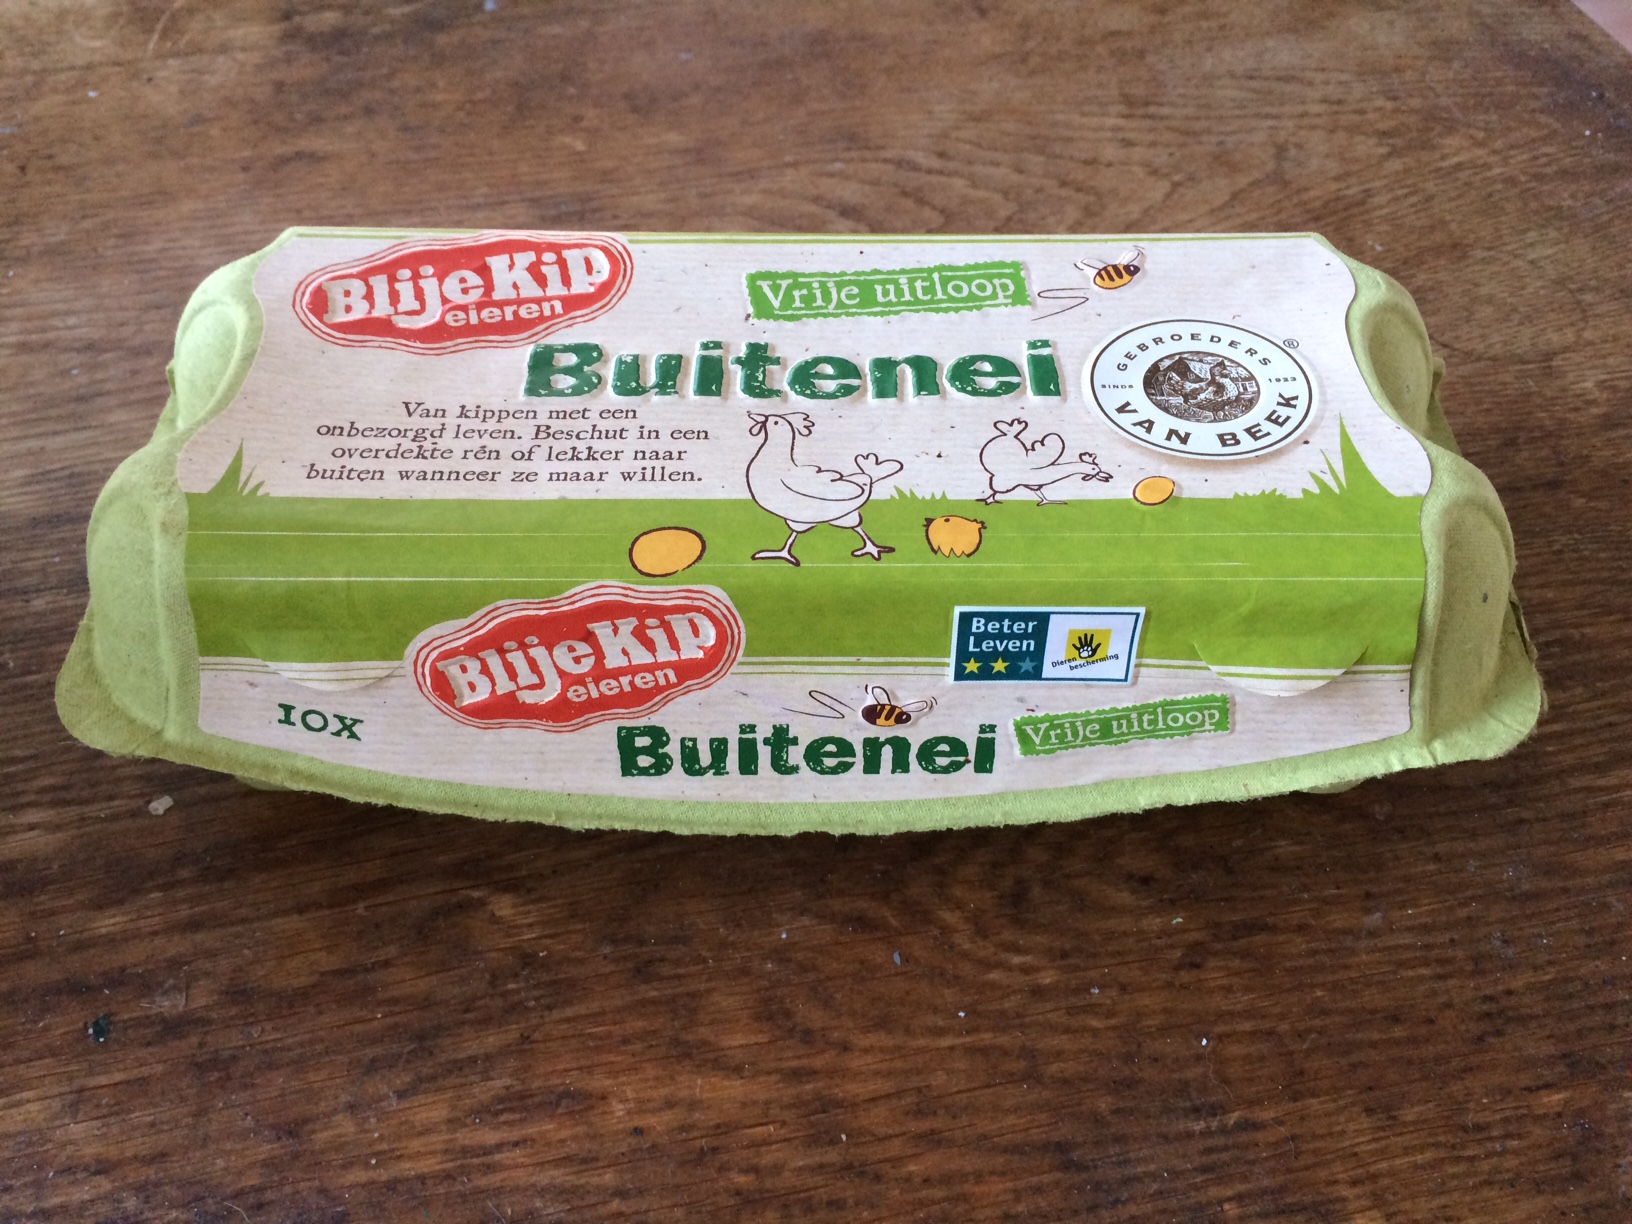 BlijeKip
eieren
Vrije uitloop
Buitenei
Van kippen met een
onbezorgd leven. Beschut in een
overdekte ren of lekker naar
buiten wanneer ze maar willen.
GEBROEDERS ®
SINDS 1923
VAN BEEK
BlijeKip
eieren
Beter
Leven
Dieren
bescherming
10X
Buitenei
Vrije uitloop